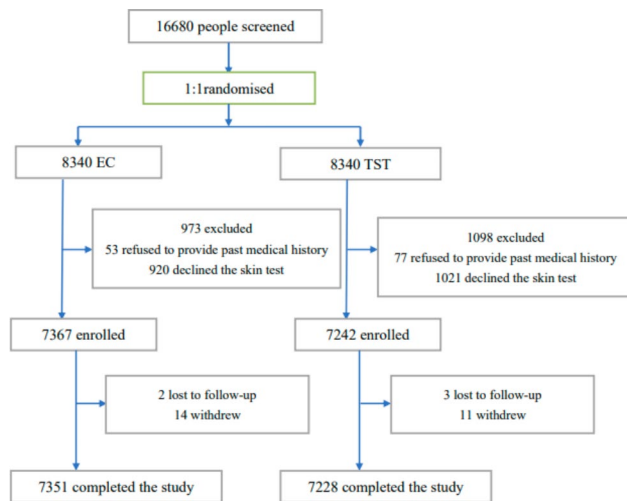 16680 people screened
1:1randomised
8340 EC
8340 TST
973 excluded
53 refused to provide past medical history
920 declined the skin test
1098 excluded
77 refused to provide past medical history
1021 declined the skin test
7367 enrolled
7242 enrolled
2 lost to follow-up
14 withdrew
3 lost to follow-up
11 withdrew
7351 completed the study
7228 completed the study